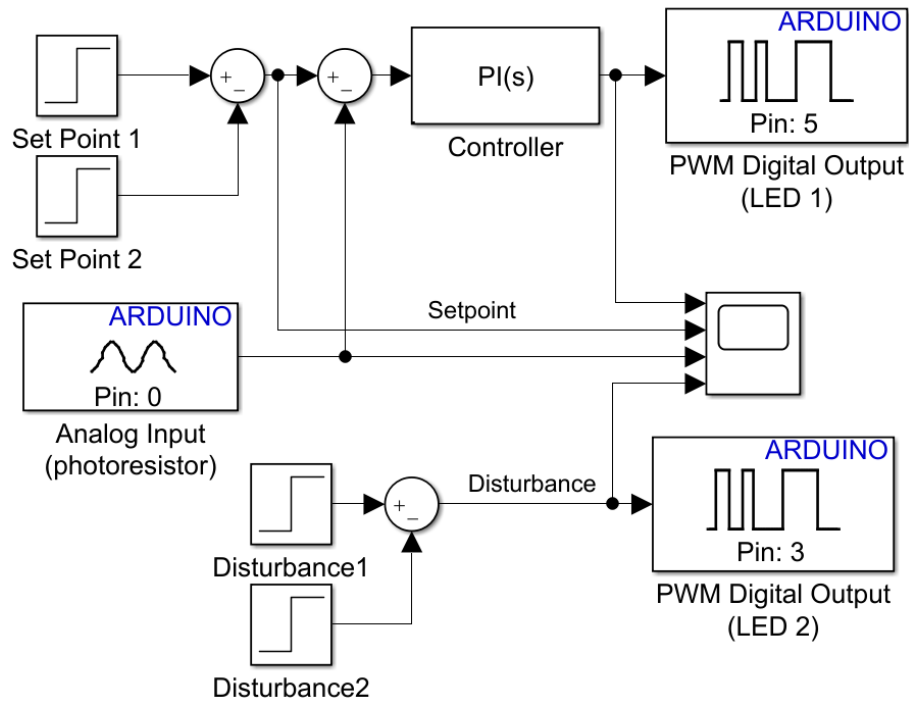 ARDUINO
+
−
+
−
PI(s)
Pin: 5
Set Point 1
Controller
PWM Digital Output
(LED 1)
Set Point 2
ARDUINO
Setpoint
Pin: 0
Analog Input
(photoresistor)
ARDUINO
Disturbance
+
−
Pin: 3
Disturbance1
PWM Digital Output
(LED 2)
Disturbance2